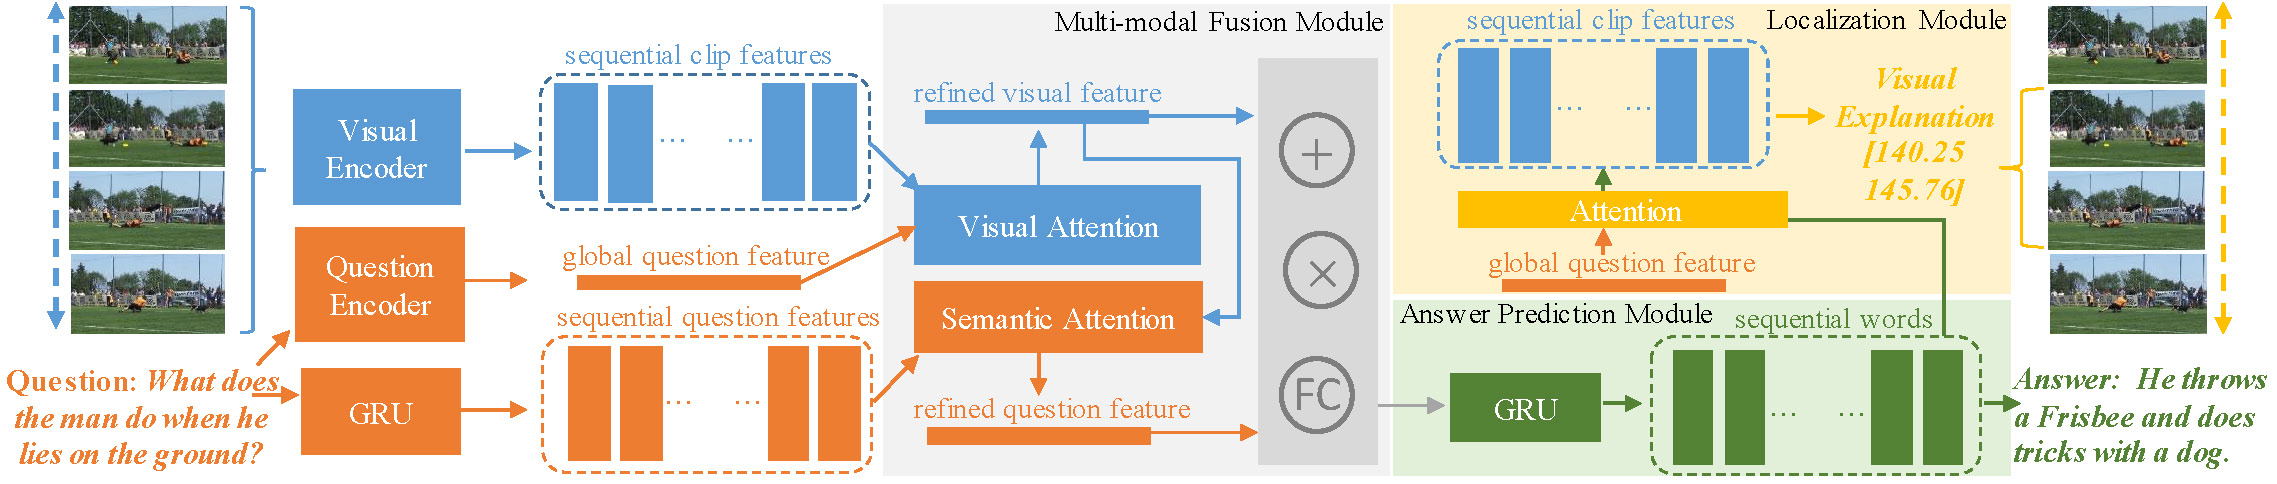 Visual
Encoder
Question
Encoder
Question: What does
the man do when he
lies on the ground?
GRU
sequential clip features
...
...
global question feature
sequential question features
...
...
Multi-modal Fusion Module
refined visual feature
Visual Attention
Semantic Attention
refined question feature
+
×
FC
sequential clip features
Localization Module
...
...
Visual
Explanation
[140.25
145.76]
Attention
global question feature
Answer Prediction Module
sequential words
GRU
...
...
Answer: He throws
a Frisbee and does
tricks with a dog.